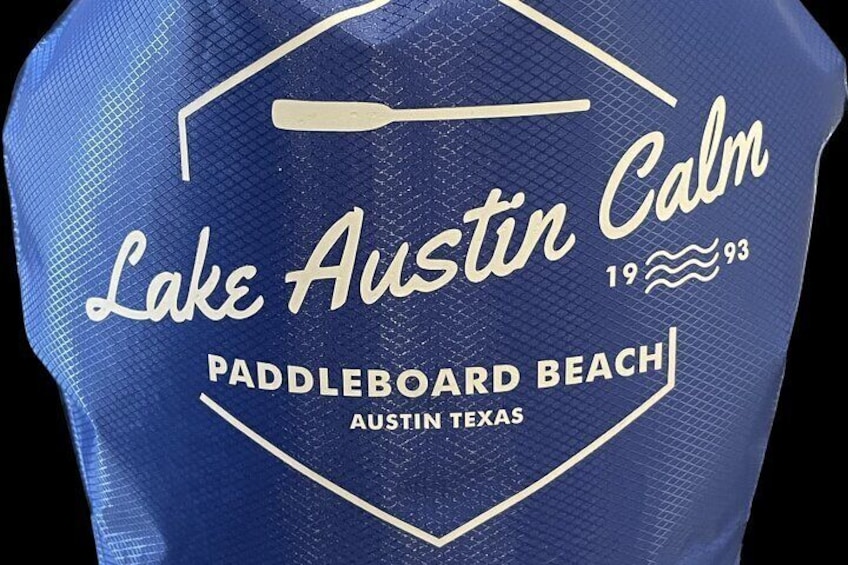 Lake Austin Calm
19 93
PADDLEBOARD BEACH
AUSTIN TEXAS